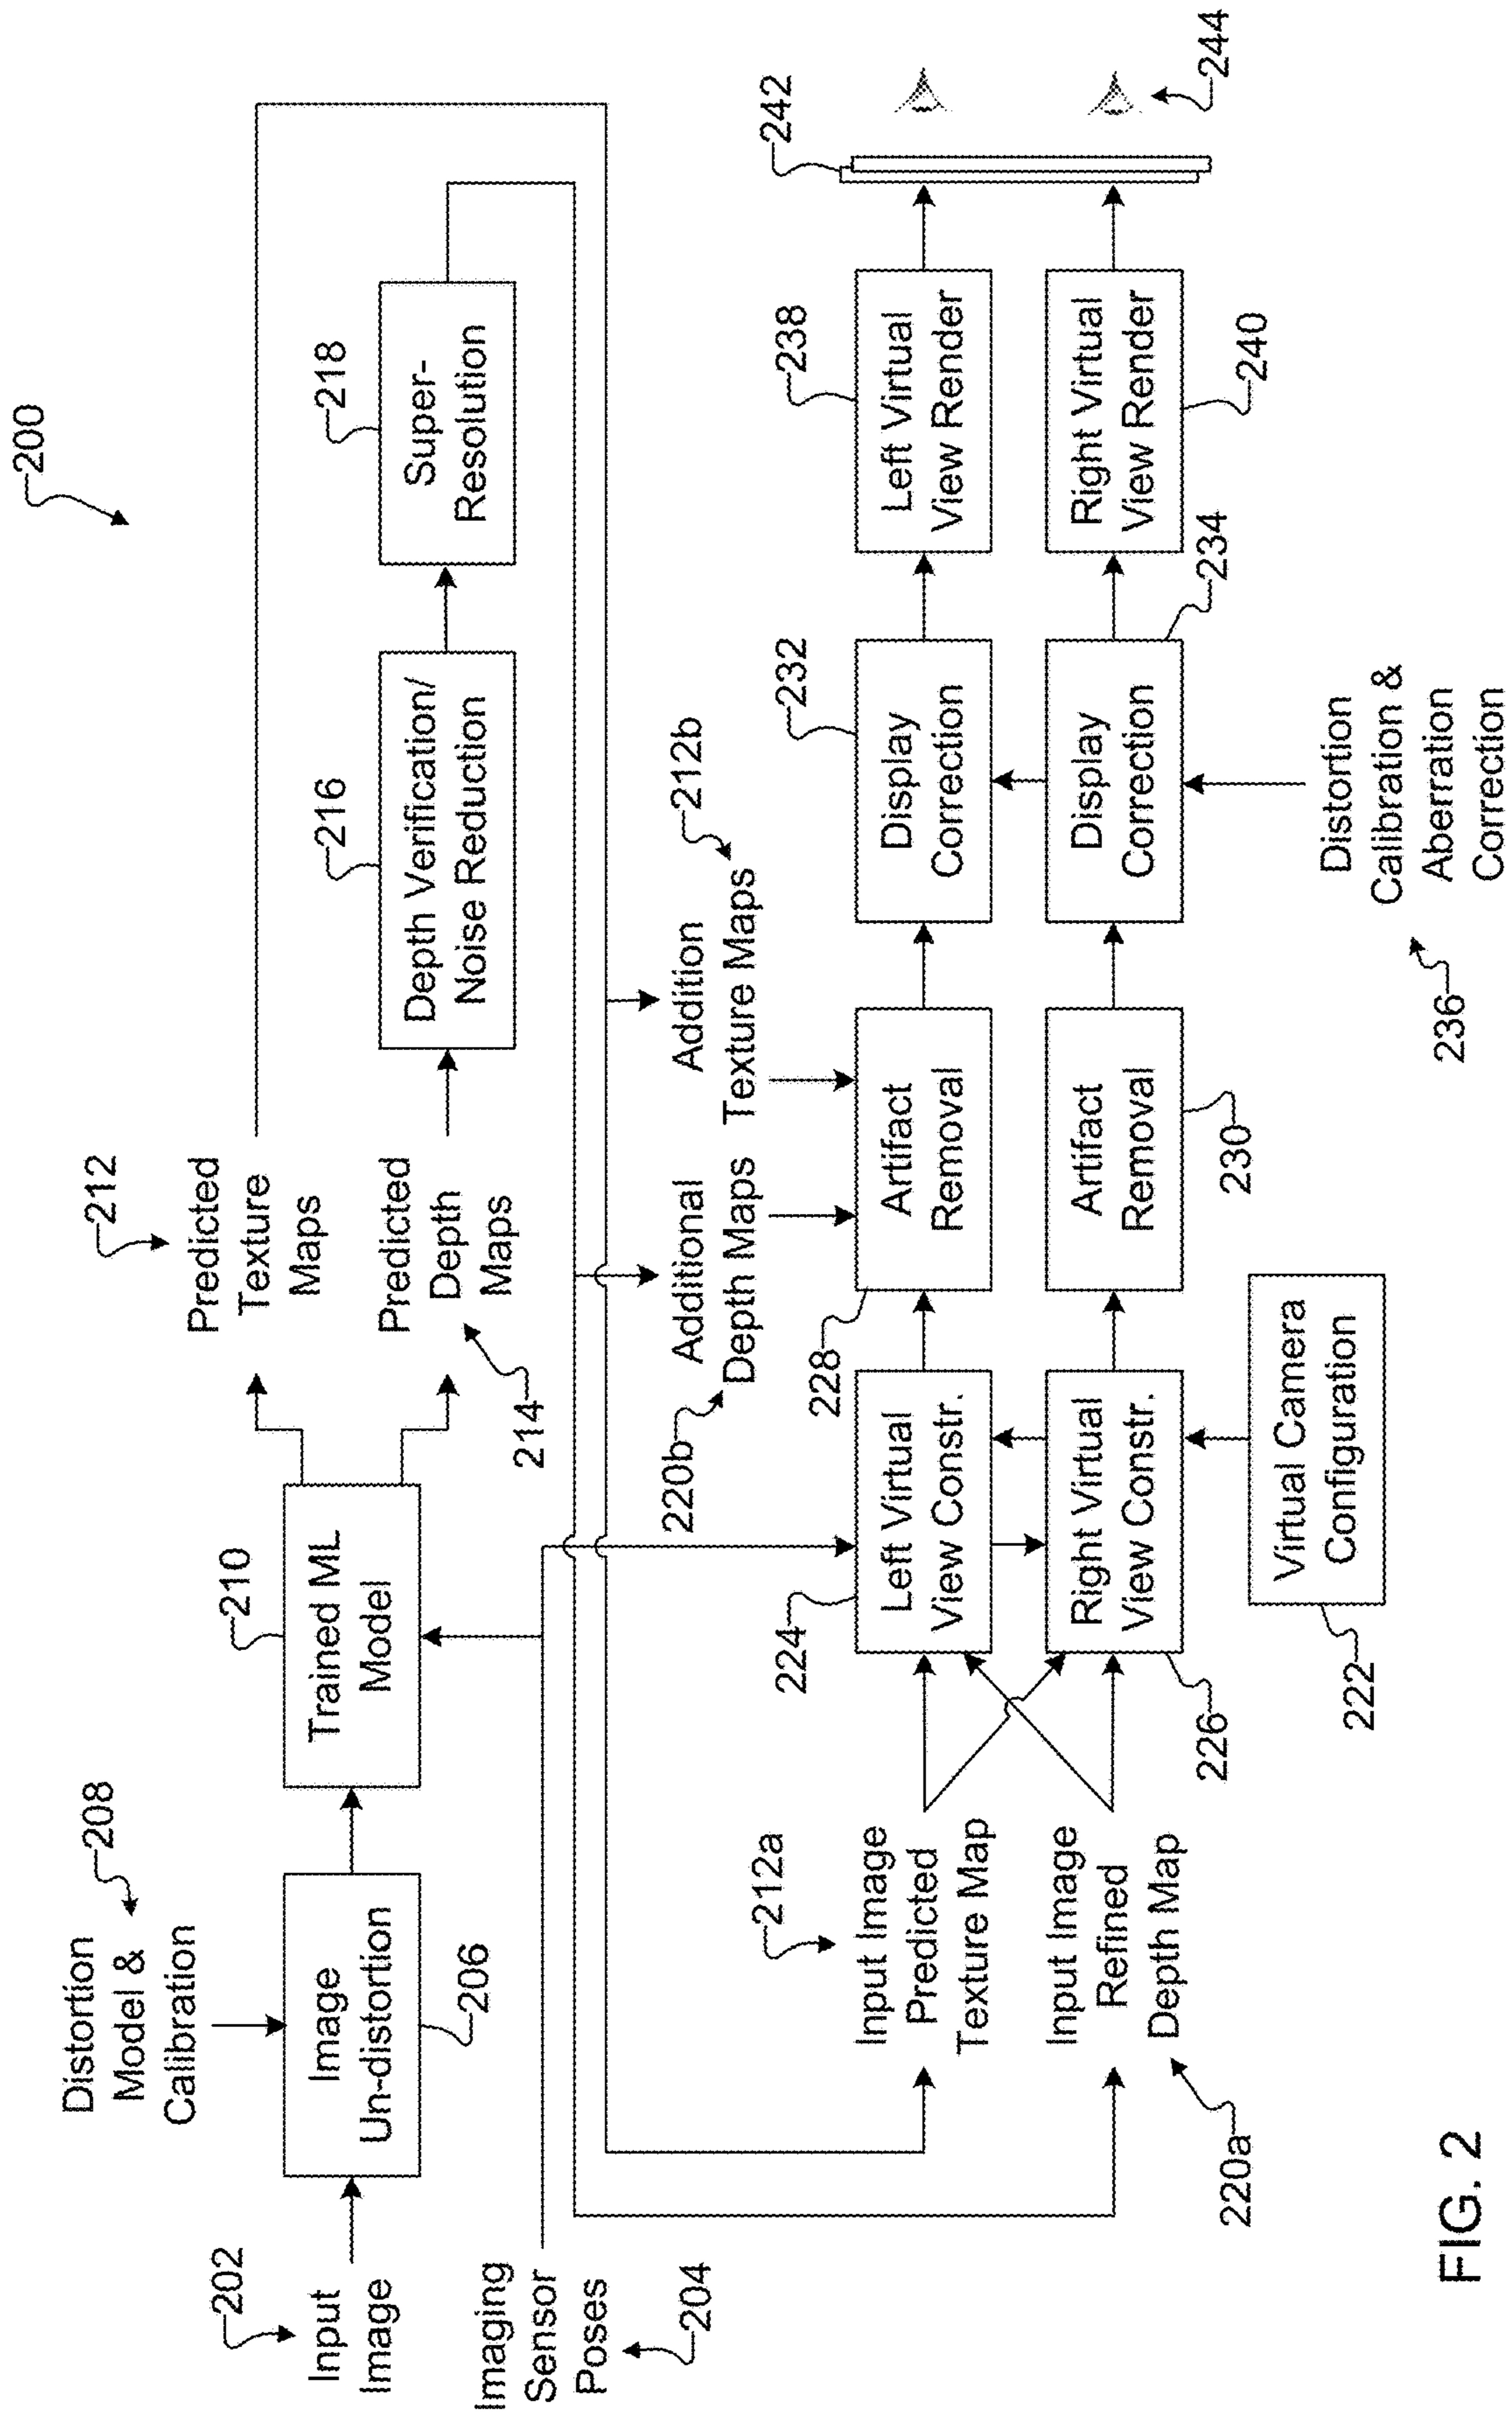 200
Distortion
Model &
Calibration
208
202
Input
Image
Image
Un-distortion
206
210
Trained ML
Model
212
Predicted
Texture
Maps
Predicted
Depth
Maps
214
216
Depth Verification/
Noise Reduction
218
Super-
Resolution
Imaging
Sensor
Poses
204
220b
Additional
Depth Maps
Addition
Texture Maps
212b
212a
Input Image
Predicted
Texture Map
Input Image
Refined
Depth Map
220a
224
Left Virtual
View Constr.
Right Virtual
View Constr.
226
Virtual Camera
Configuration
222
228
Artifact
Removal
Artifact
Removal
230
232
Display
Correction
Display
Correction
234
Distortion
Calibration &
Aberration
Correction
236
238
Left Virtual
View Render
Right Virtual
View Render
240
242
244
FIG. 2